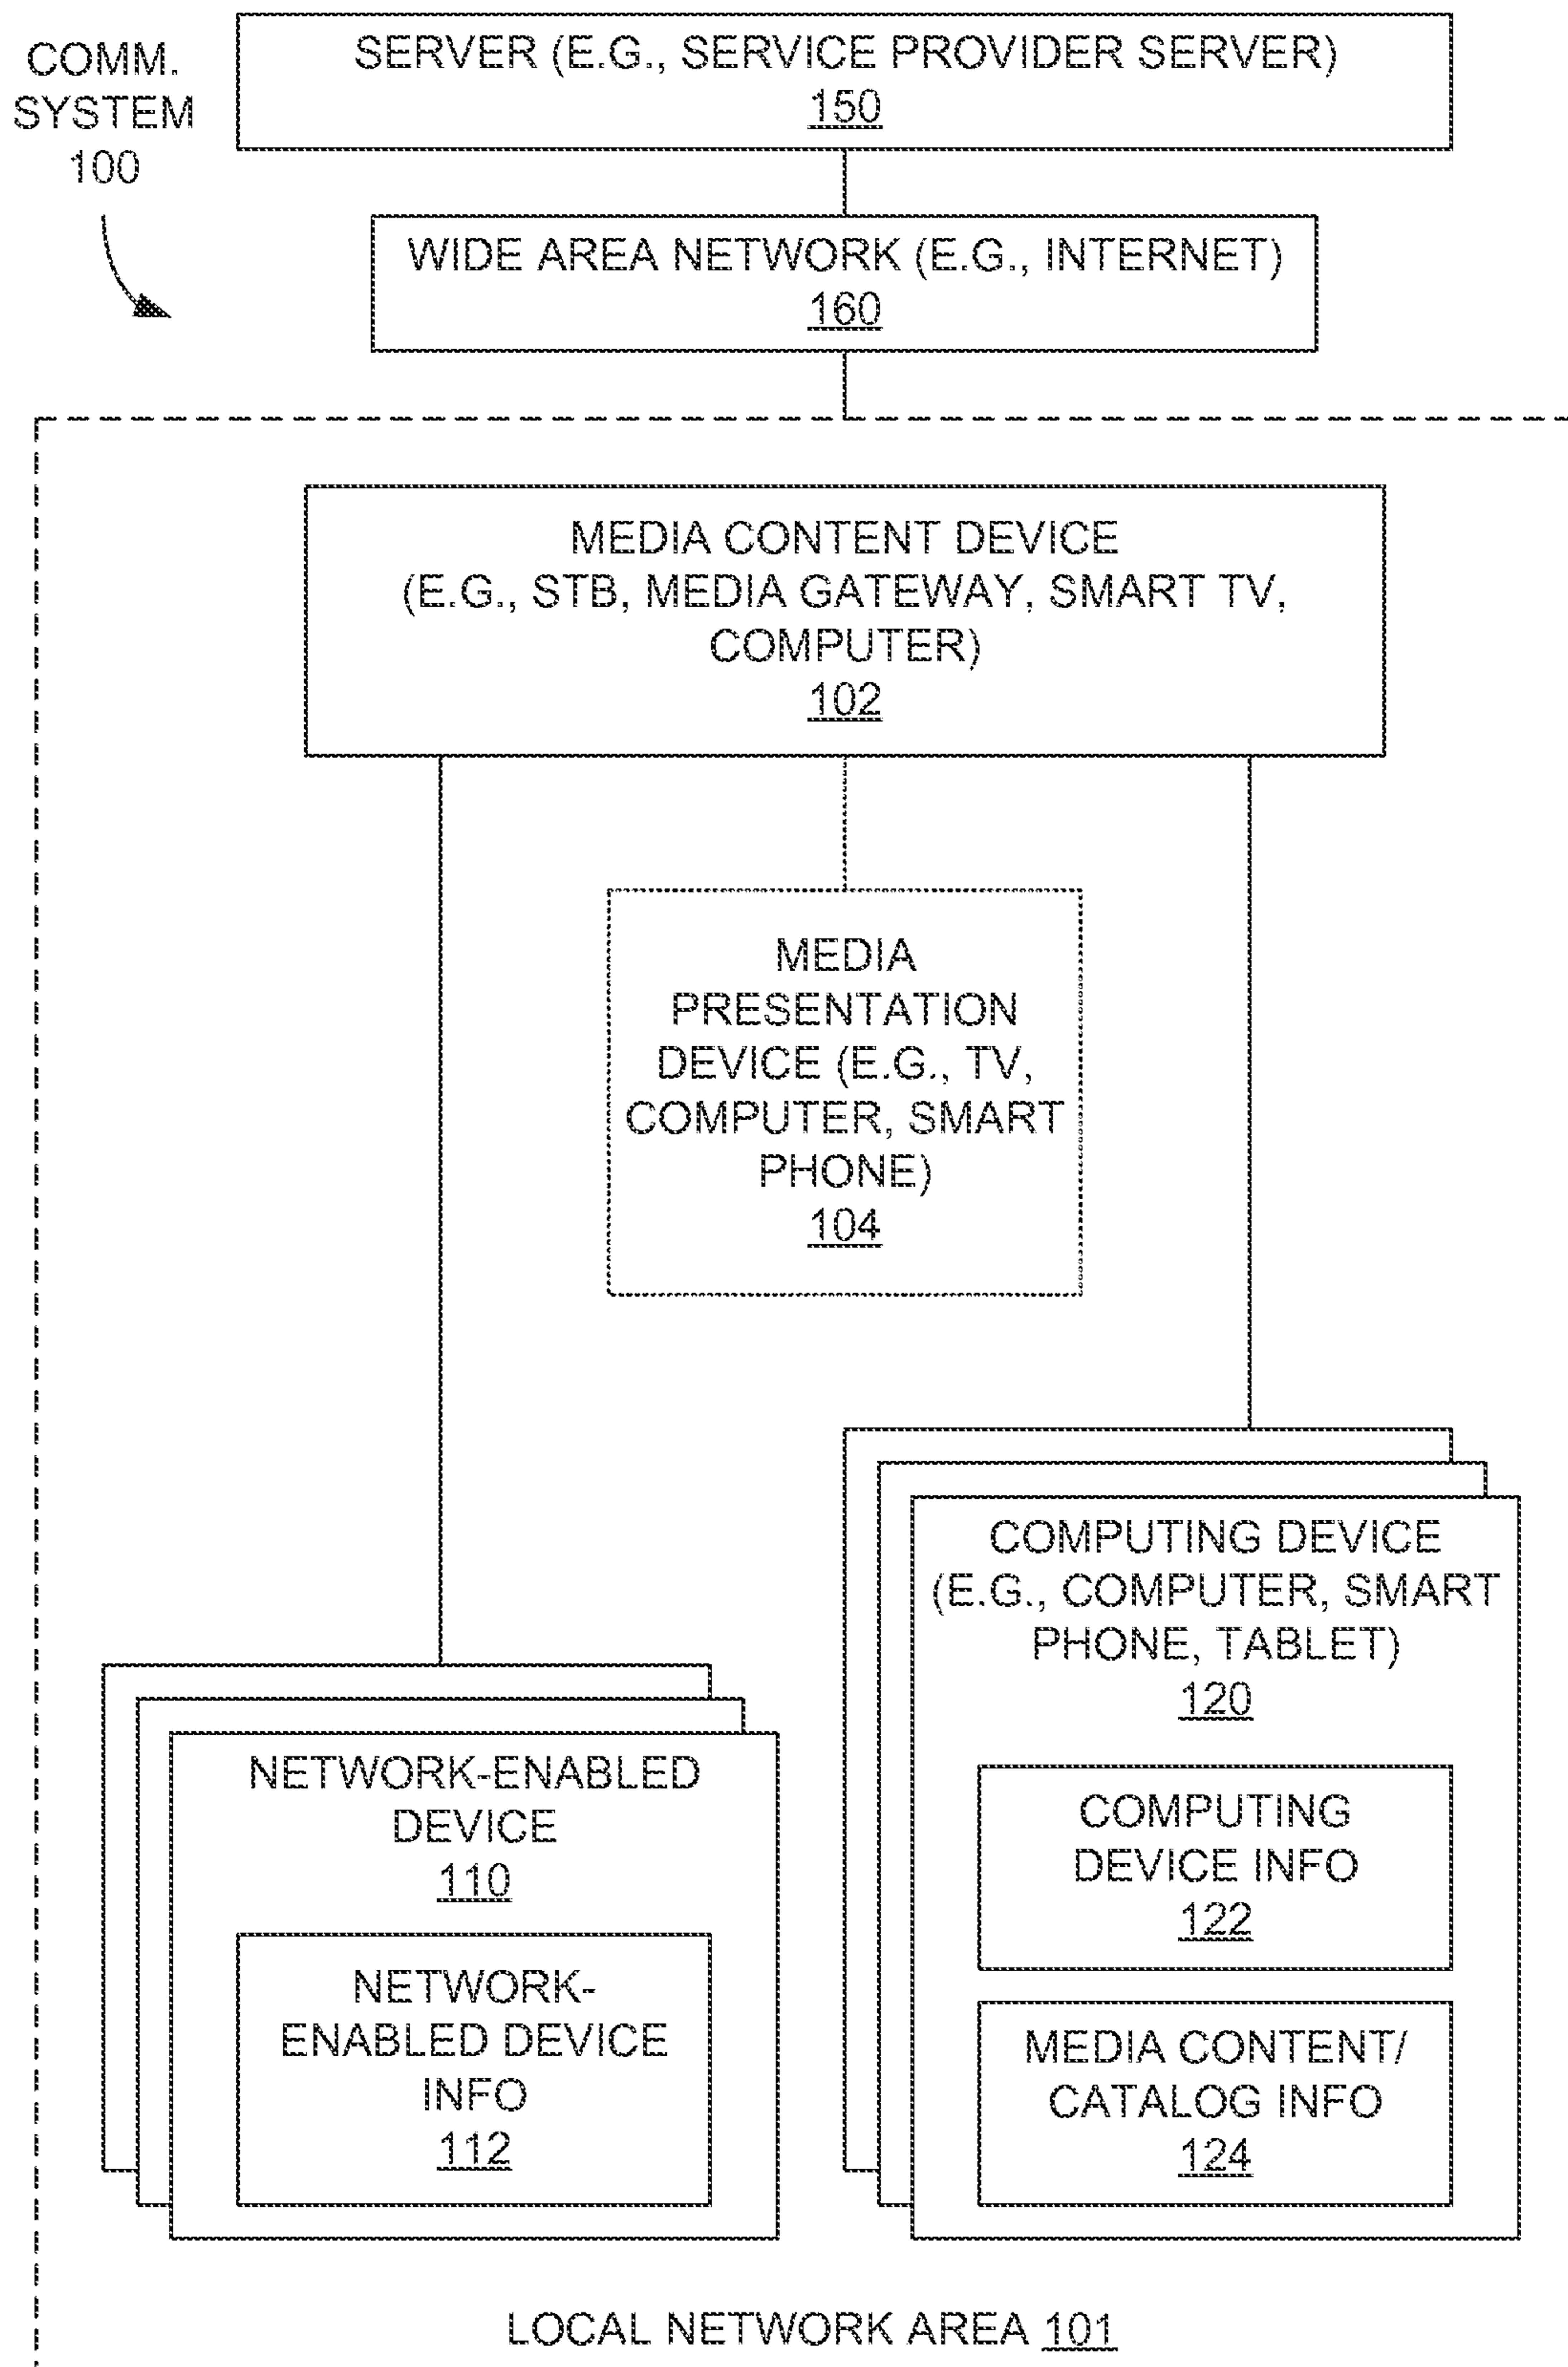 COMM.
SYSTEM
100
SERVER (E.G., SERVICE PROVIDER SERVER)
150
WIDE AREA NETWORK (E.G., INTERNET)
160
MEDIA CONTENT DEVICE
(E.G., STB, MEDIA GATEWAY, SMART TV,
COMPUTER)
102
MEDIA
PRESENTATION
DEVICE (E.G., TV,
COMPUTER, SMART
PHONE)
104
COMPUTING DEVICE
(E.G., COMPUTER, SMART
PHONE, TABLET)
120
COMPUTING
DEVICE INFO
122
MEDIA CONTENT/
CATALOG INFO
124
NETWORK-ENABLED
DEVICE
110
NETWORK-
ENABLED DEVICE
INFO
112
LOCAL NETWORK AREA 101